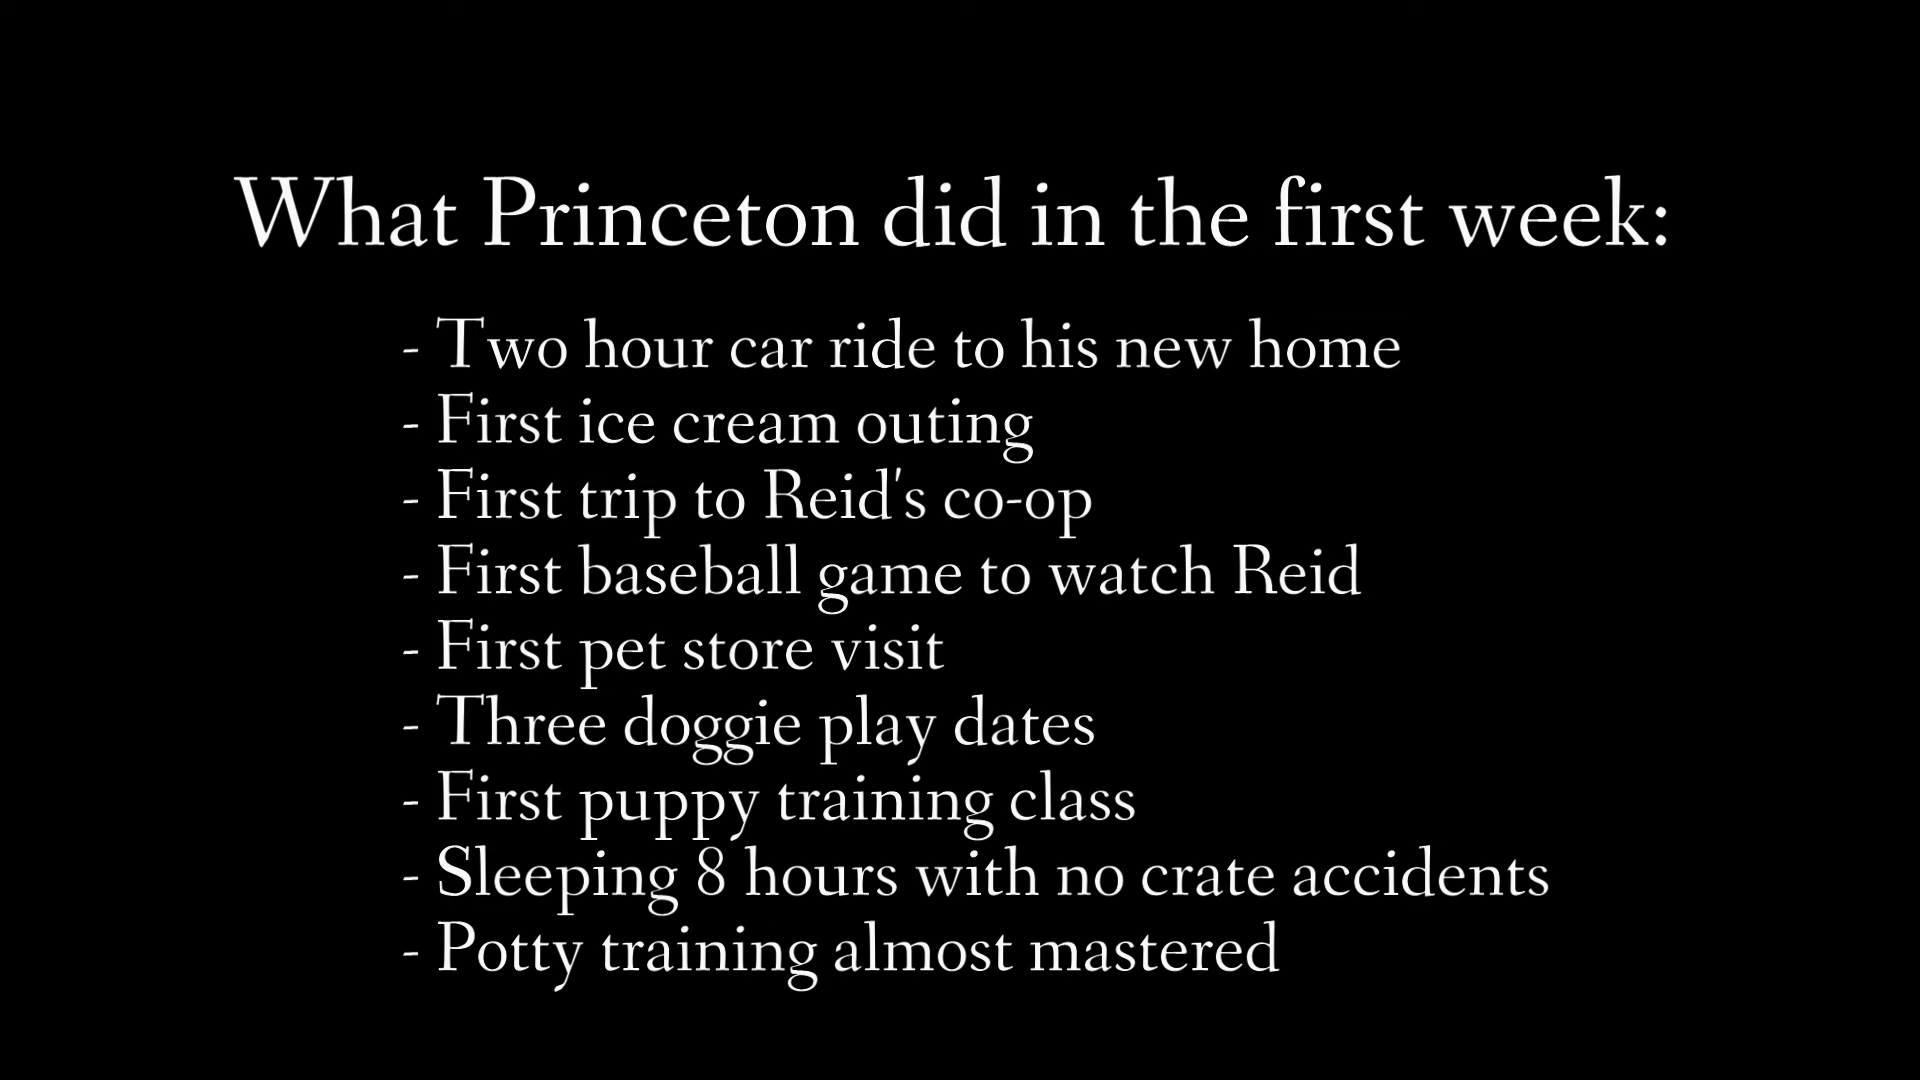 What Princeton did in the first week:
- Two hour car ride to his new home
- First ice cream outing
- First trip to Reid's co-op
- First baseball game to watch Reid
- First pet store visit
- Three doggie play dates
- First puppy training class
- Sleeping 8 hours with no crate accidents
- Potty training almost mastered